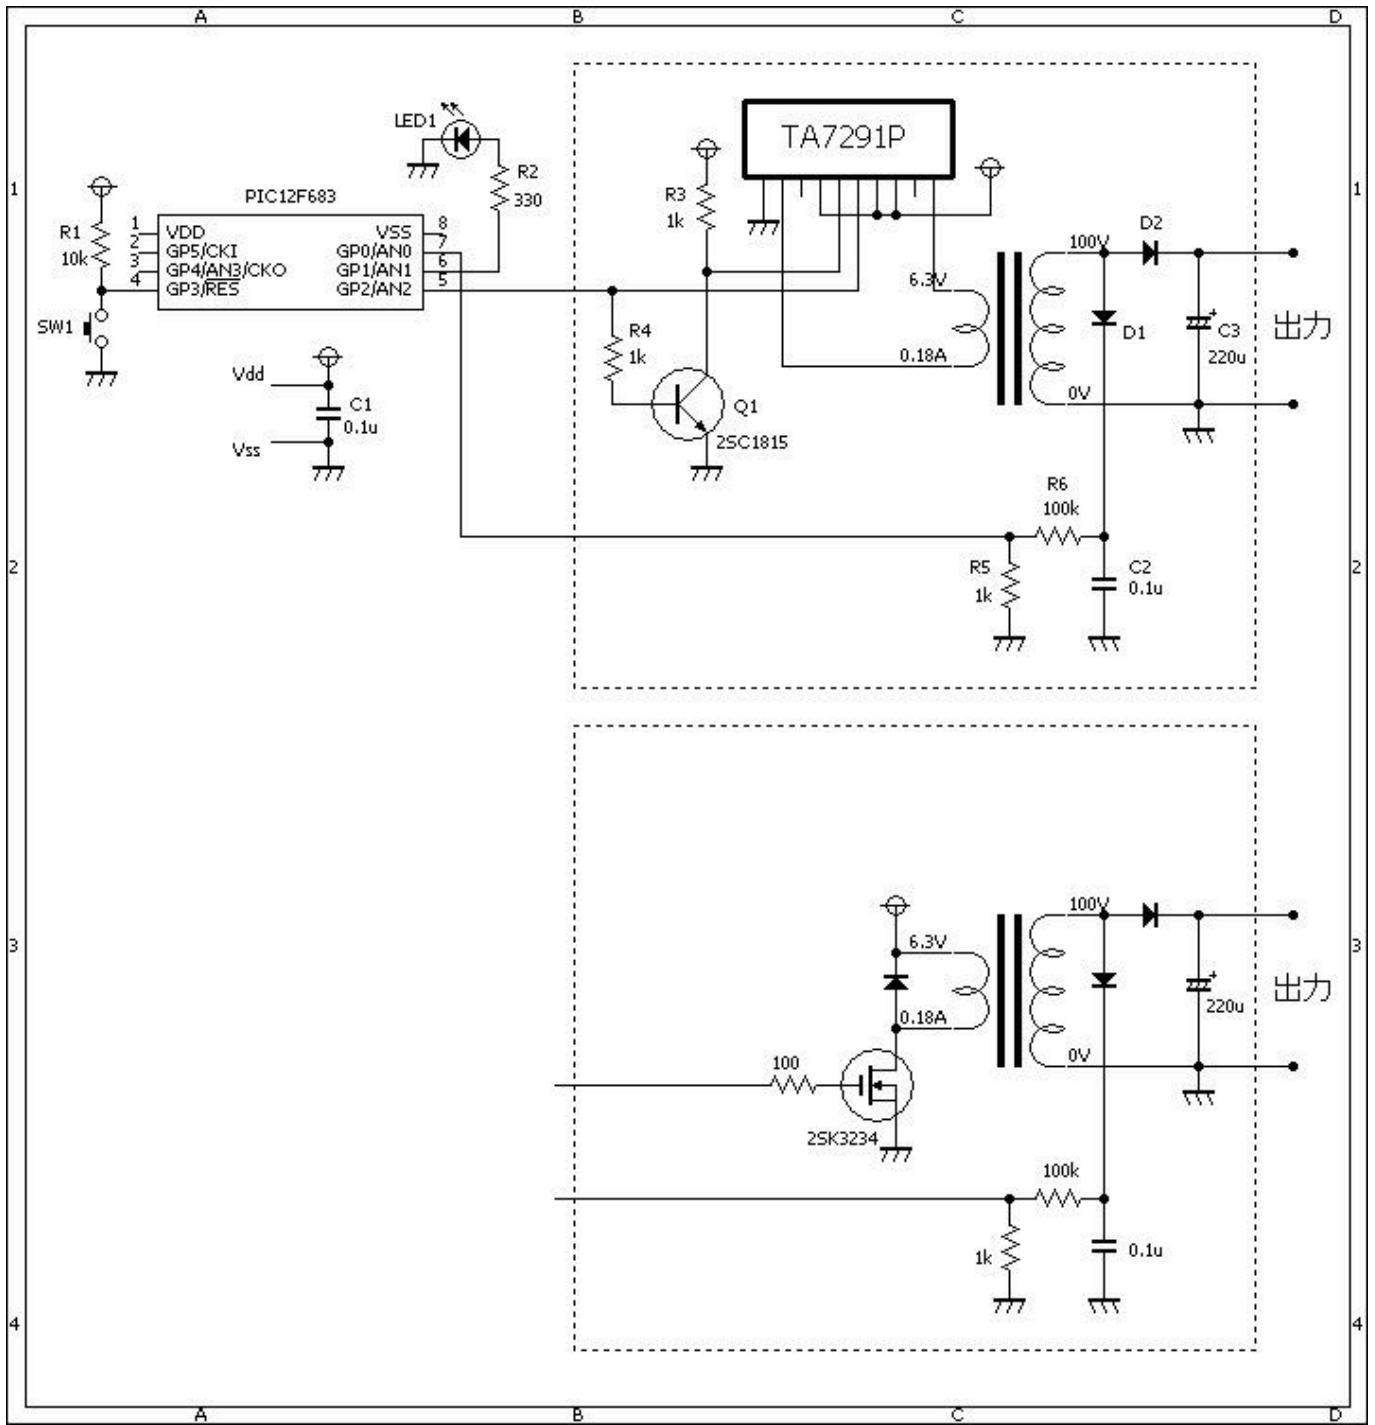 A B C D
LED1
TA7291P
1 1
R2
330
R3
1k
PIC12F683
R1
10k
1 VDD VSS 8
2 GP5/CKI GP0/AN0 7
3 GP4/AN3/CKO GP1/AN1 6
4 GP3/RES GP2/AN2 5
D2
100V
6.3V
SW1
R4
1k
D1
C3
220u
出力
0.18A
0V
Vdd
C1
0.1u
Vss
Q1
2SC1815
R6
100k
2 2
R5
1k
C2
0.1u
100V
3 3
6.3V
0.18A
220u
出力
0V
100
2SK3234
100k
1k
0.1u
4 4
A B C D